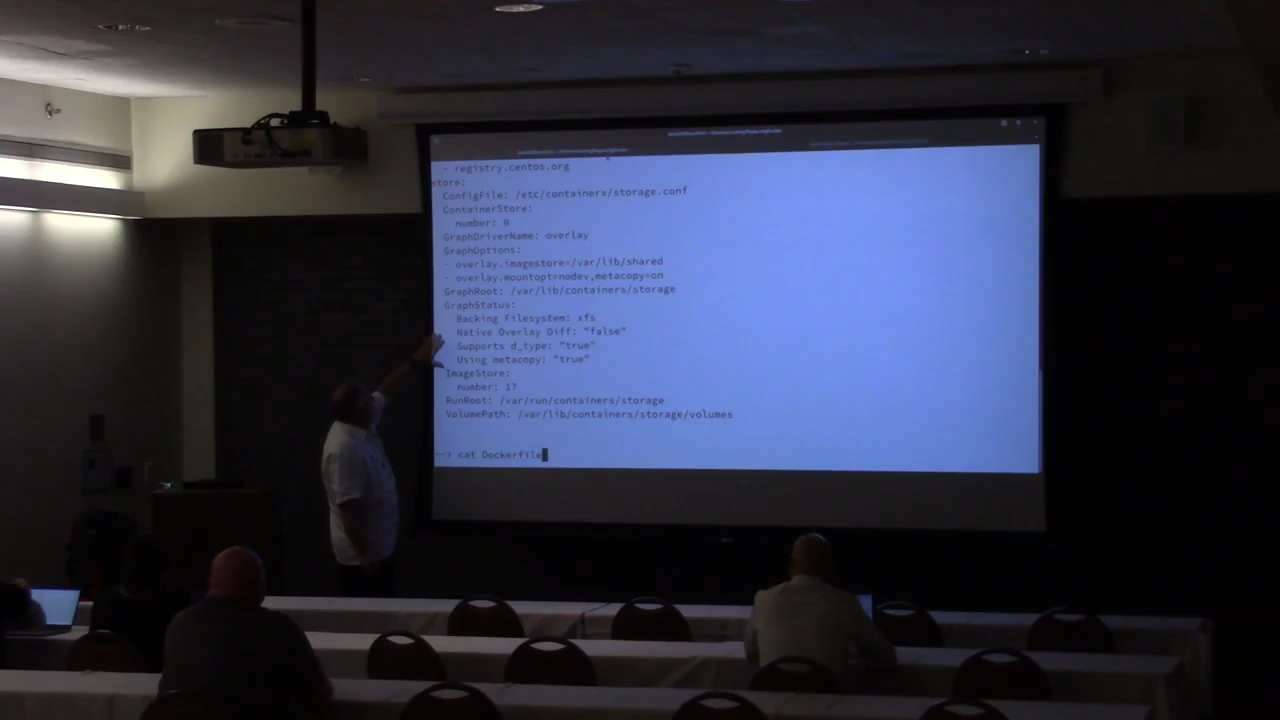 - registry.centos.org
store:
ConfigFile: /etc/containers/storage.conf
ContainerStore:
number: 0
GraphDriverName: overlay
GraphOptions:
- overlay.imagestore=/var/lib/shared
- overlay.mountopt=nodev,metacopy=on
GraphRoot: /var/lib/containers/storage
GraphStatus:
Backing Filesystem: xfs
Native Overlay Diff: "false"
Supports d_type: "true"
Using metacopy: "true"
ImageStore:
number: 17
RunRoot: /var/run/containers/storage
VolumePath: /var/lib/containers/storage/volumes
--> cat Dockerfile